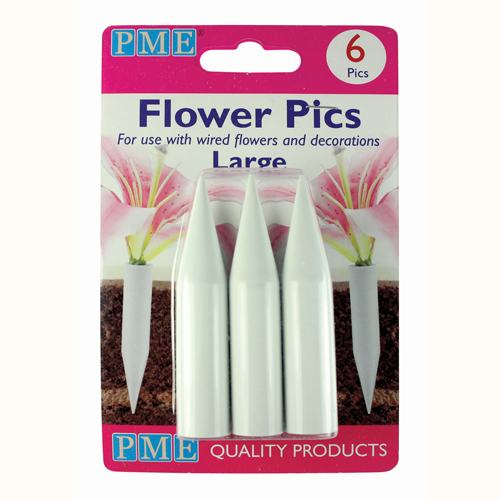 PME®
6
Pics
Flower Pics
For use with wired flowers and decorations
Large
PME
QUALITY PRODUCTS